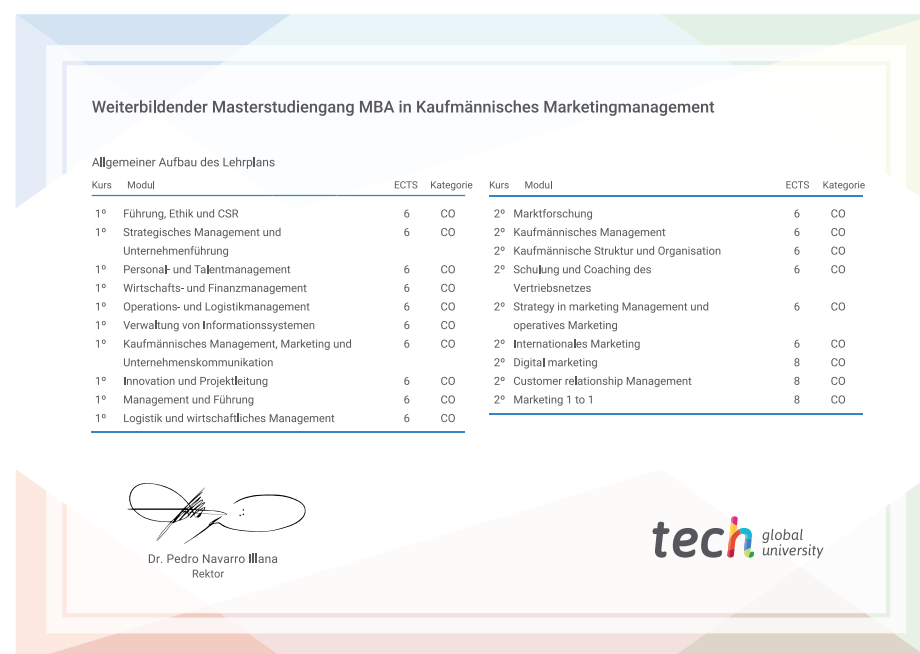 Weiterbildender Masterstudiengang MBA in Kaufmännisches Marketingmanagement
Allgemeiner Aufbau des Lehrplans
Kurs Modul ECTS Kategorie
1º Führung, Ethik und CSR 6 CO
1º Strategisches Management und 6 CO
Unternehmenführung
1º Personal- und Talentmanagement 6 CO
1º Wirtschafts- und Finanzmanagement 6 CO
1º Operations- und Logistikmanagement 6 CO
1º Verwaltung von Informationssystemen 6 CO
1º Kaufmännisches Management, Marketing und 6 CO
Unternehmenskommunikation
1º Innovation und Projektleitung 6 CO
1º Management und Führung 6 CO
1º Logistik und wirtschaftliches Management 6 CO
Kurs Modul ECTS Kategorie
2º Marktforschung 6 CO
2º Kaufmännisches Management 6 CO
2º Kaufmännische Struktur und Organisation 6 CO
2º Schulung und Coaching des 6 CO
Vertriebsnetzes
2º Strategy in marketing Management und 6 CO
operatives Marketing
2º Internationales Marketing 6 CO
2º Digital marketing 8 CO
2º Customer relationship Management 8 CO
2º Marketing 1 to 1 8 CO
Dr. Pedro Navarro Illana
Rektor
tech global
university